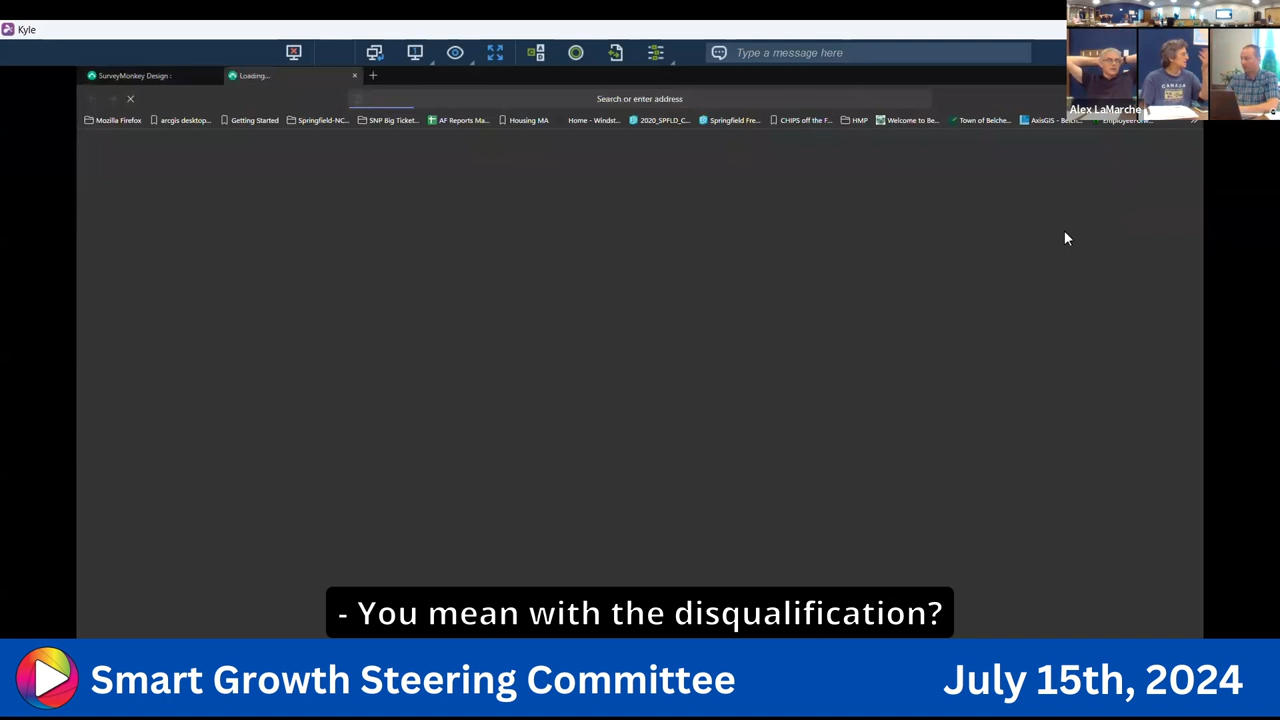 Kyle
Type a message here
SurveyMonkey Design :
Loading...
Search or enter address
Mozilla Firefox
arcgis desktop...
Getting Started
Springfield-NC...
SNP Big Ticket...
AF Reports Ma...
Housing MA
Home - Windst...
2020_SPFLD_C...
Springfield Fre...
CHIPS off the F...
HMP
Welcome to Be...
Town of Belche...
AxisGIS - Belch...
Alex LaMarche
CANADA
- You mean with the disqualification?
Smart Growth Steering Committee
July 15th, 2024